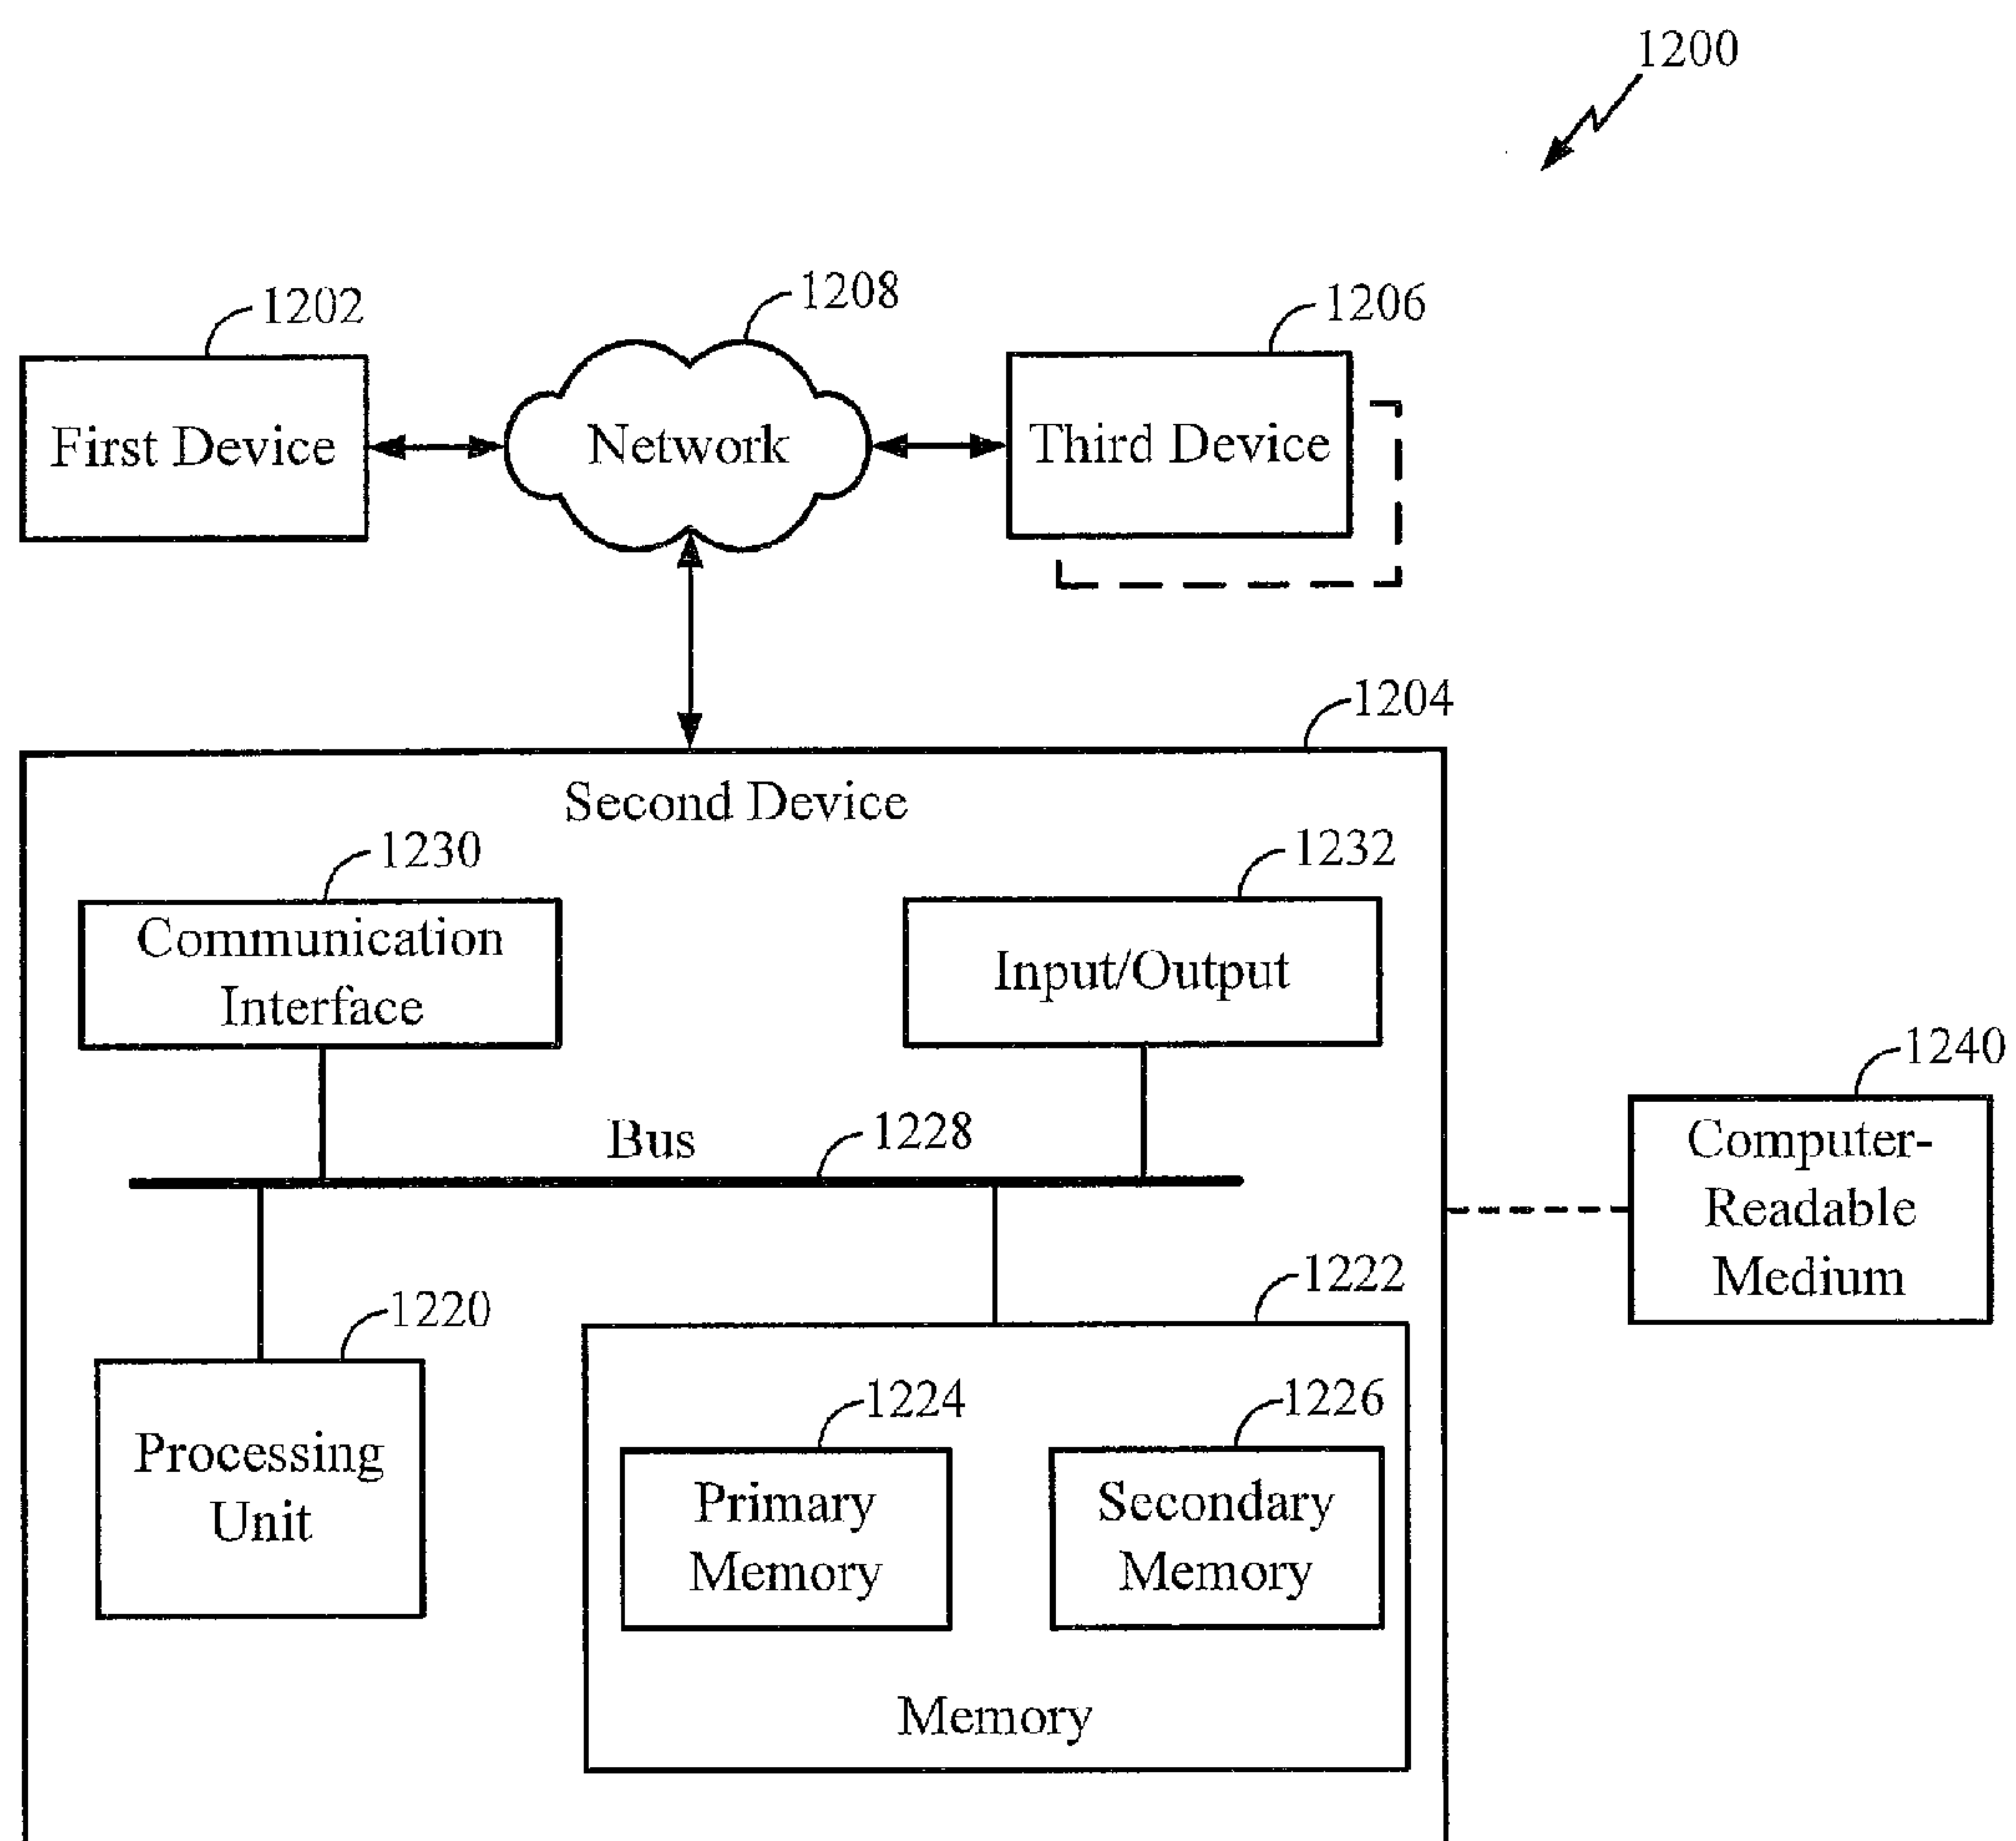 1200
1202
1208
1206
First Device
Network
Third Device
1204
Second Device
1230
1232
Communication
Interface
Input/Output
1240
Computer-
Readable
Medium
Bus
1228
1222
1220
1224
1226
Processing
Unit
Primary
Memory
Secondary
Memory
Memory